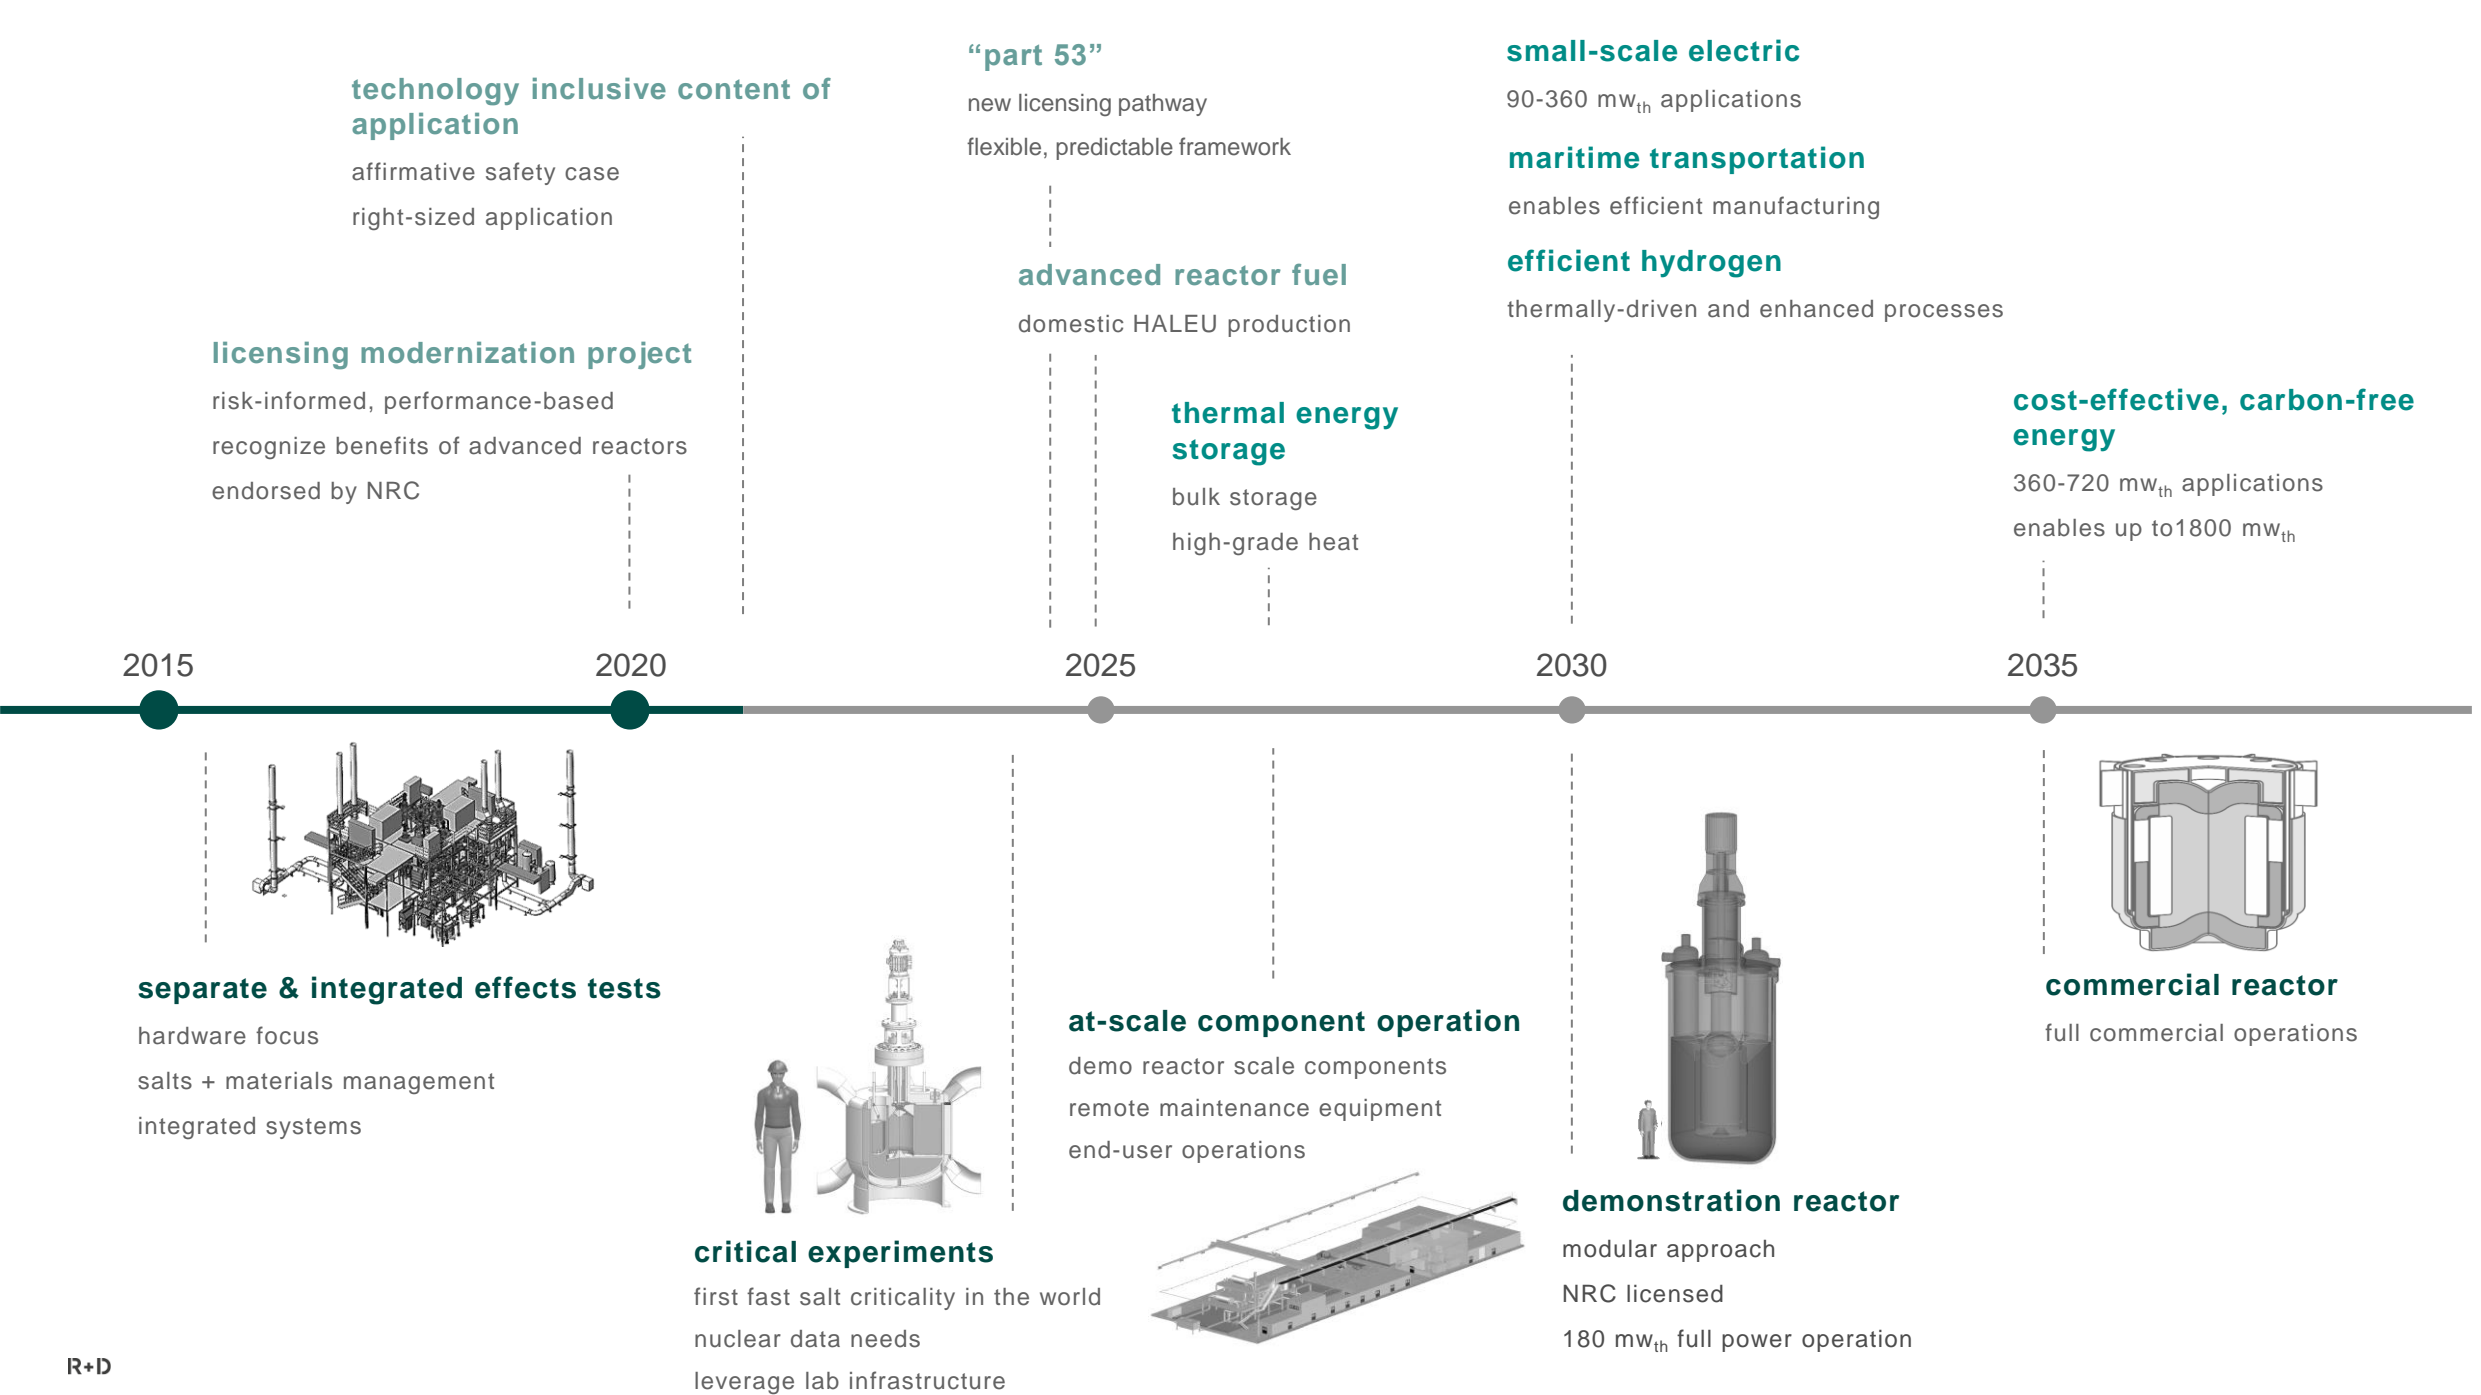 technology inclusive content of
application
affirmative safety case
right-sized application
licensing modernization project
risk-informed, performance-based
recognize benefits of advanced reactors
endorsed by NRC
“part 53”
new licensing pathway
flexible, predictable framework
advanced reactor fuel
domestic HALEU production
thermal energy
storage
bulk storage
high-grade heat
small-scale electric
90-360 mwth applications
maritime transportation
enables efficient manufacturing
efficient hydrogen
thermally-driven and enhanced processes
cost-effective, carbon-free
energy
360-720 mwth applications
enables up to1800 mwth
2015
2020
2025
2030
2035
separate & integrated effects tests
hardware focus
salts + materials management
integrated systems
critical experiments
first fast salt criticality in the world
nuclear data needs
leverage lab infrastructure
at-scale component operation
demo reactor scale components
remote maintenance equipment
end-user operations
demonstration reactor
modular approach
NRC licensed
180 mwth full power operation
commercial reactor
full commercial operations
R+D